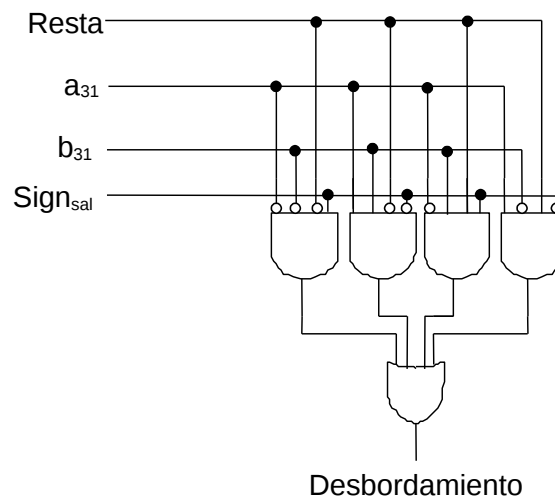 Resta
a₃₁
b₃₁
Signₛₐₗ
Desbordamiento